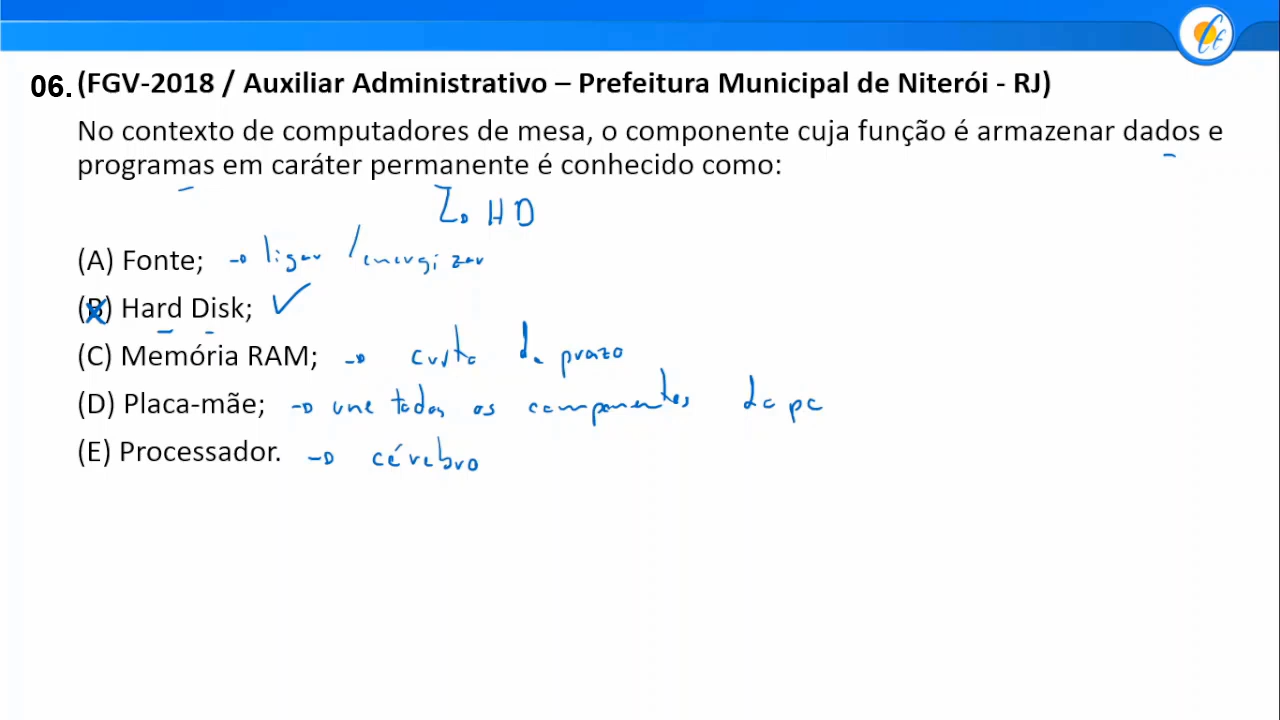 06. (FGV-2018 / Auxiliar Administrativo – Prefeitura Municipal de Niterói - RJ)
No contexto de computadores de mesa, o componente cuja função é armazenar dados e
programas em caráter permanente é conhecido como:
HD
(A) Fonte; ligar / energizar
(B) Hard Disk;
(C) Memória RAM; curto de prazo
(D) Placa-mãe; une todos os componentes do pc
(E) Processador. cérebro